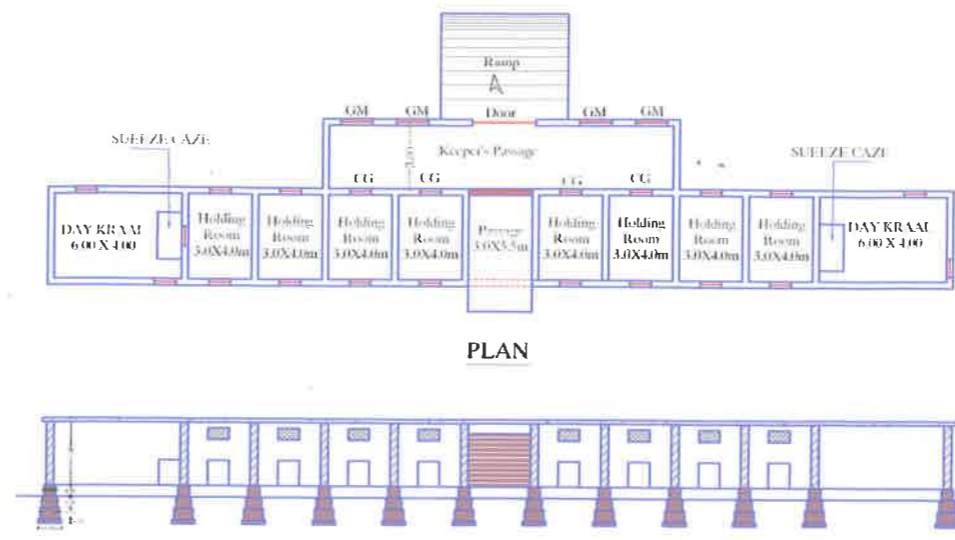 Ramp
GM GM Door GM GM
SUEEZE CAZE
Keeper's Passage
SUEEZE CAZE
CG CG CG CG
DAY KRAAL
6.00 X 4.00
Holding
Room
3.0X4.0m
Holding
Room
3.0X4.0m
Holding
Room
3.0X4.0m
Holding
Room
3.0X4.0m
Passage
3.0X5.5m
Holding
Room
3.0X4.0m
Holding
Room
3.0X4.0m
Holding
Room
3.0X4.0m
Holding
Room
3.0X4.0m
DAY KRAAL
6.00 X 4.00
PLAN